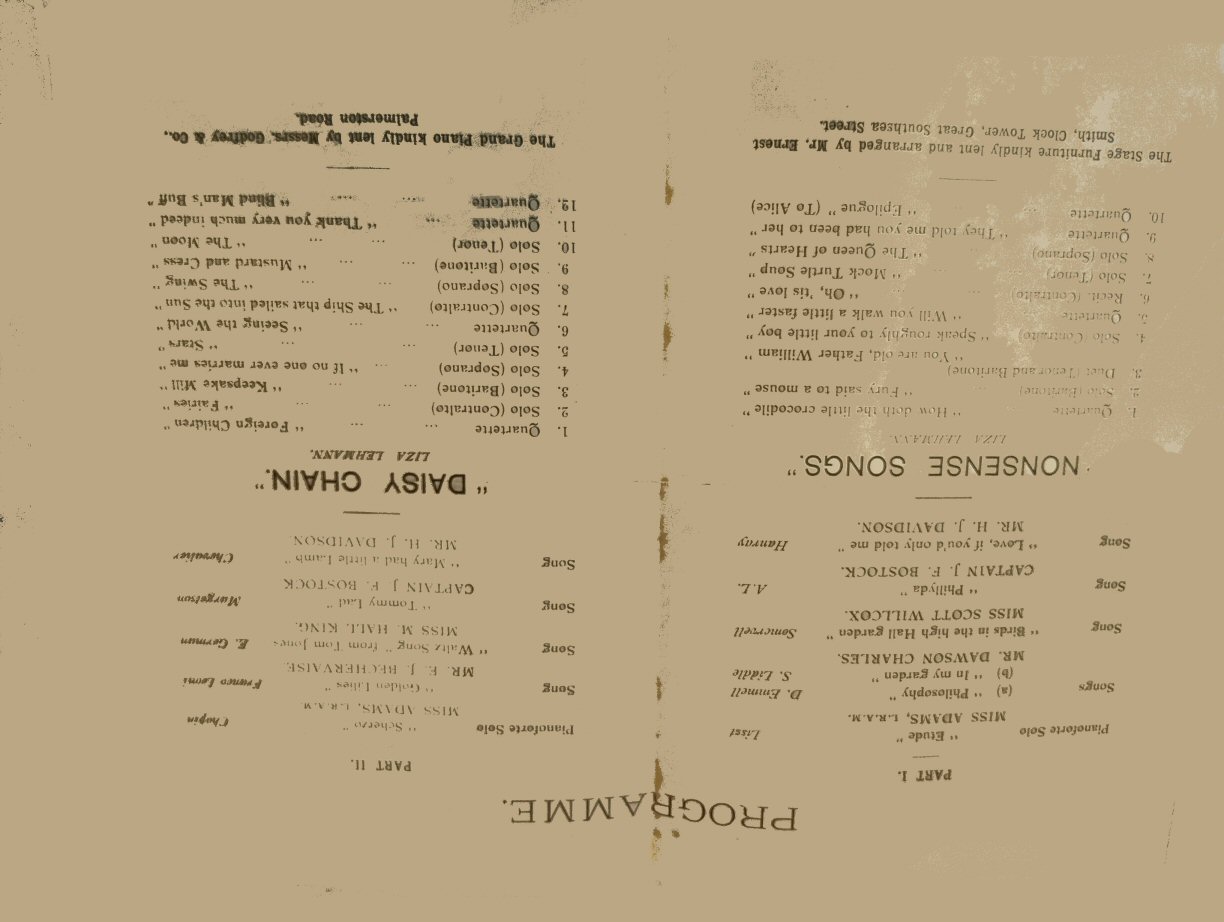 PROGRAMME.
PART I.
Pianoforte Solo “ Etude ” Liszt
MISS ADAMS, L.R.A.M.
Songs (a) “ Philosophy ” D. Emmell
(b) “ In my garden ” S. Liddle
MR. DAWSON CHARLES.
Song “ Birds in the high Hall garden ” Somervell
MISS SCOTT WILLCOX.
Song “ Phillyda ” A.L.
CAPTAIN J. F. BOSTOCK.
Song “ Love, if you'd only told me ” Hanray
MR. H. J. DAVIDSON.
“NONSENSE SONGS.”
LIZA LEHMANN.
1. Quartette ... “ How doth the little crocodile ”
2. Solo (Baritone) ... “ Fury said to a mouse ”
3. Duet (Tenor and Baritone)
“ You are old, Father William ”
4. Solo (Contralto) “ Speak roughly to your little boy ”
5. Quartette “ Will you walk a little faster ”
6. Recit. (Contralto) ... ... “ Oh, 'tis love ”
7. Solo (Tenor) ... “ Mock Turtle Soup ”
8. Solo (Soprano) ... “ The Queen of Hearts ”
9. Quartette “ They told me you had been to her ”
10. Quartette ... “ Epilogue ” (To Alice)
The Stage Furniture kindly lent and arranged by Mr. Ernest
Smith, Clock Tower, Great Southsea Street.
PART II.
Pianoforte Solo “ Scherzo ” Chopin
MISS ADAMS, L.R.A.M.
Song “ Golden Lilies ” Franco Leoni
MR. E. J. BECHERVAISE.
Song “ Waltz Song ” from Tom Jones E. German
MISS M. HALL KING.
Song “ Tommy Lad ” Margetson
CAPTAIN J. F. BOSTOCK
Song “ Mary had a little Lamb ” Chevalier
MR. H. J. DAVIDSON
“ DAISY CHAIN.”
LIZA LEHMANN.
1. Quartette ... ... “ Foreign Children ”
2. Solo (Contralto) ... ... “ Fairies ”
3. Solo (Baritone) ... “ Keepsake Mill ”
4. Solo (Soprano) ... “ If no one ever marries me ”
5. Solo (Tenor) ... ... “ Stars ”
6. Quartette ... ... “ Seeing the World ”
7. Solo (Contralto) “ The Ship that sailed into the Sun ”
8. Solo (Soprano) ... ... “ The Swing ”
9. Solo (Baritone) ... “ Mustard and Cress ”
10. Solo (Tenor) ... ... “ The Moon ”
11. Quartette ... “ Thank you very much indeed ”
12. Quartette ... ... “ Blind Man's Buff ”
The Grand Piano kindly lent by Messrs. Godfrey & Co.,
Palmerston Road.